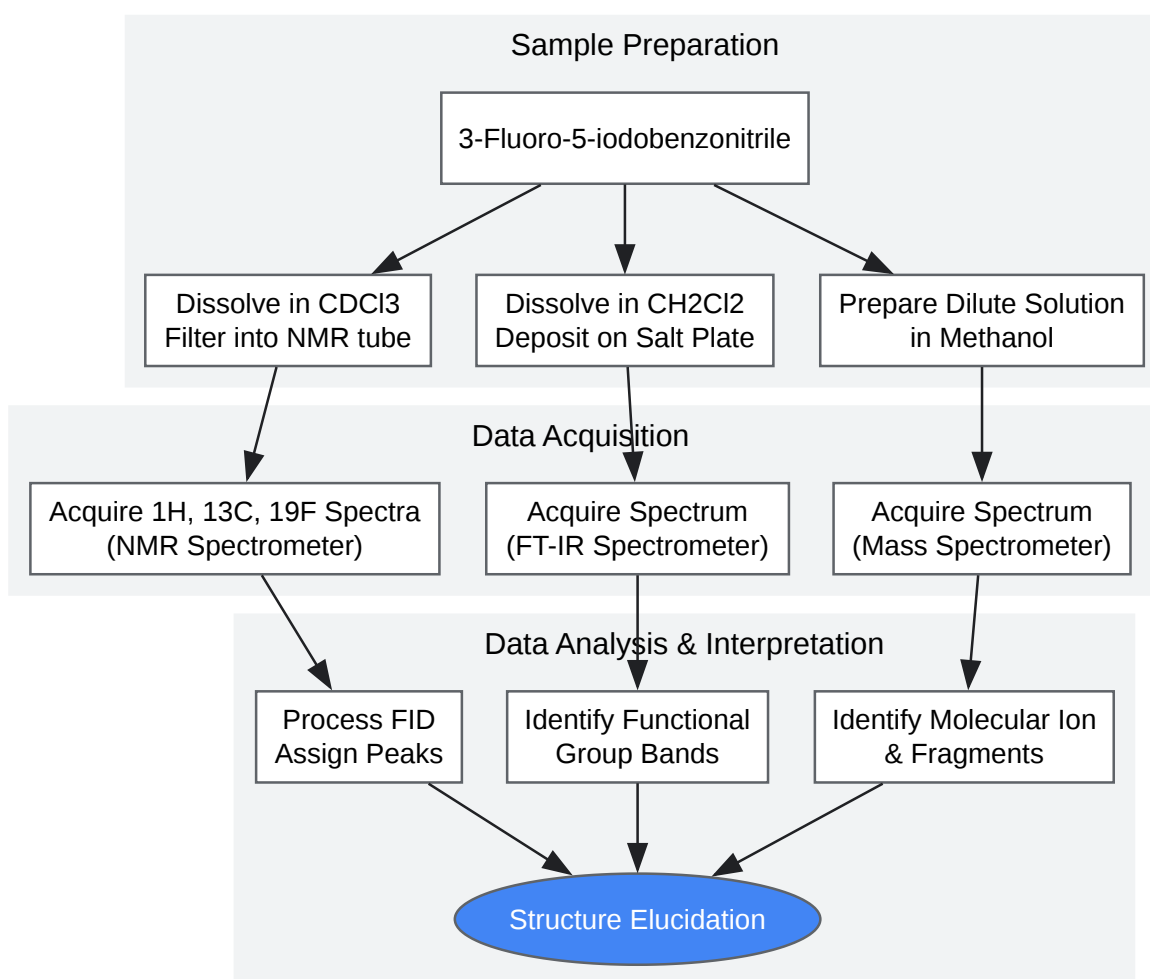 Sample Preparation
3-Fluoro-5-iodobenzonitrile
Dissolve in CDCl3
Filter into NMR tube
Dissolve in CH2Cl2
Deposit on Salt Plate
Prepare Dilute Solution
in Methanol
Data Acquisition
Acquire 1H, 13C, 19F Spectra
(NMR Spectrometer)
Acquire Spectrum
(FT-IR Spectrometer)
Acquire Spectrum
(Mass Spectrometer)
Data Analysis & Interpretation
Process FID
Assign Peaks
Identify Functional
Group Bands
Identify Molecular Ion
& Fragments
Structure Elucidation